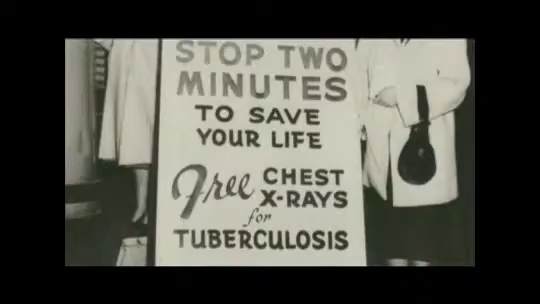 STOP TWO
MINUTES
TO SAVE
YOUR LIFE
Free CHEST
X-RAYS
for
TUBERCULOSIS